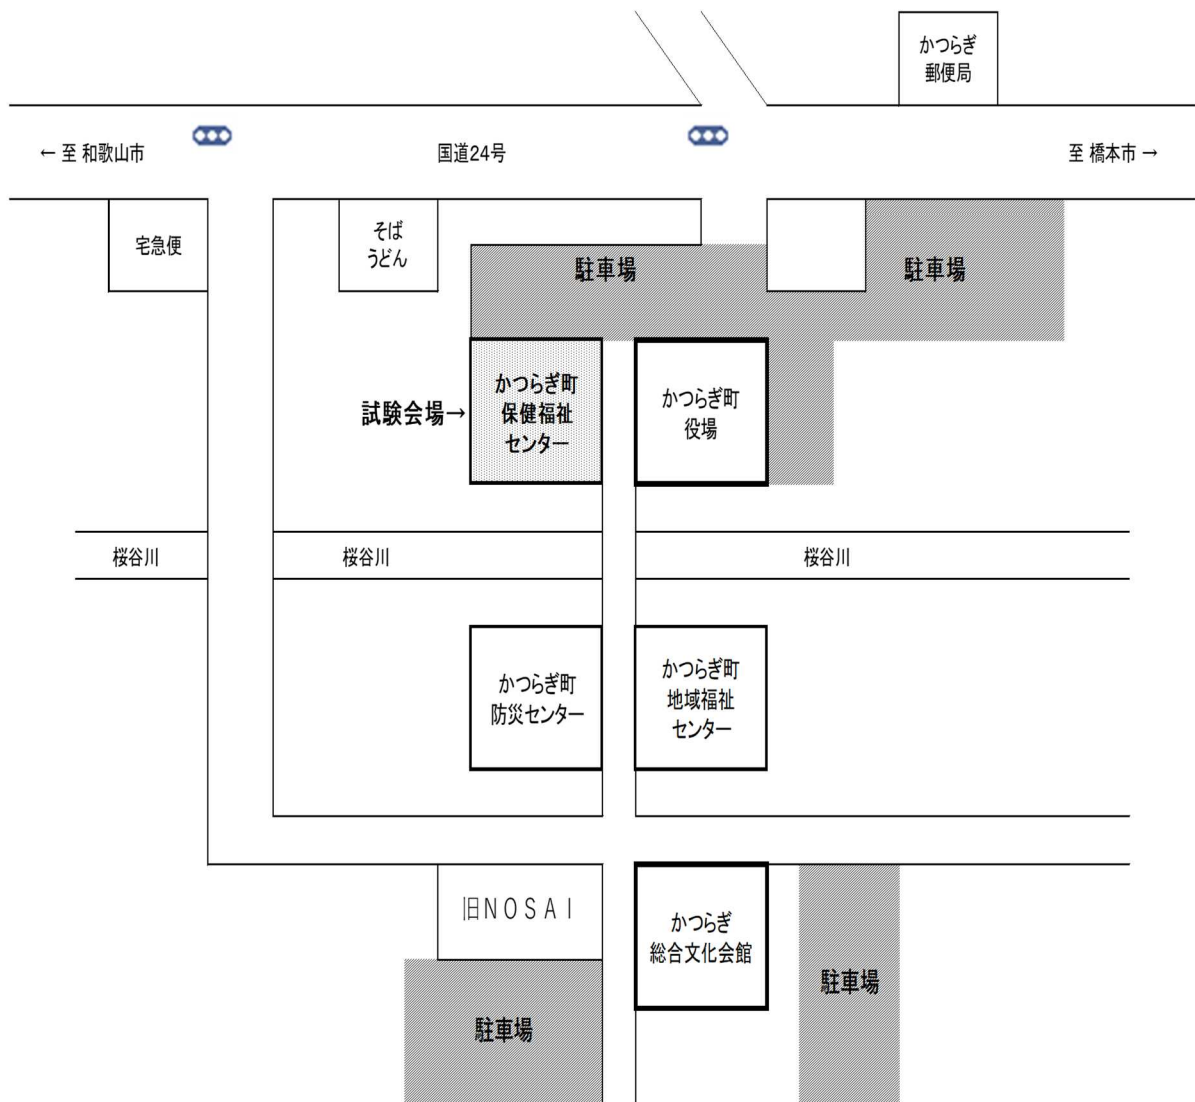 かつらぎ
郵便局
← 至 和歌山市
国道24号
至 橋本市 →
宅急便
そば
うどん
駐車場
駐車場
試験会場→
かつらぎ町
保健福祉
センター
かつらぎ町
役場
桜谷川
桜谷川
桜谷川
かつらぎ町
防災センター
かつらぎ町
地域福祉
センター
旧ＮＯＳＡＩ
かつらぎ
総合文化会館
駐車場
駐車場